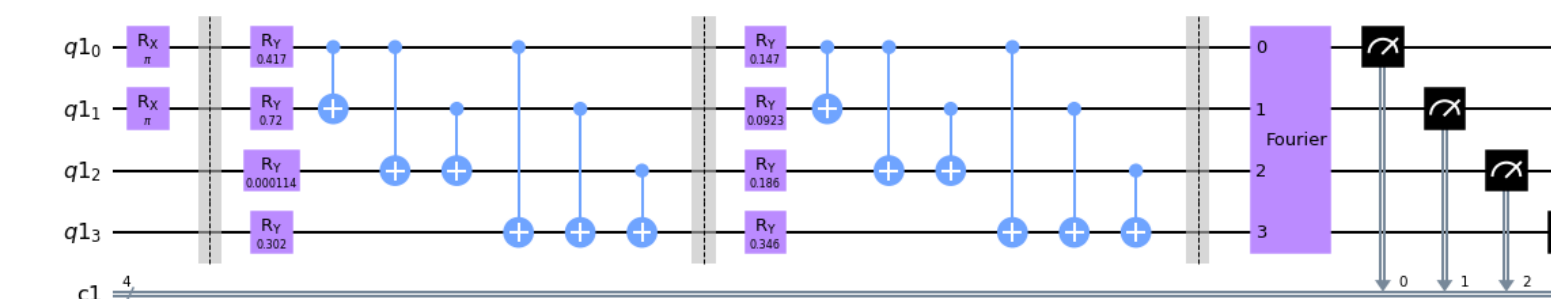 q1₀ R_X π R_Y 0.417 R_Y 0.147 0
q1₁ R_X π R_Y 0.72 R_Y 0.0923 1
Fourier
q1₂ R_Y 0.000114 R_Y 0.186 2
q1₃ R_Y 0.302 R_Y 0.346 3
c1 4 0 1 2